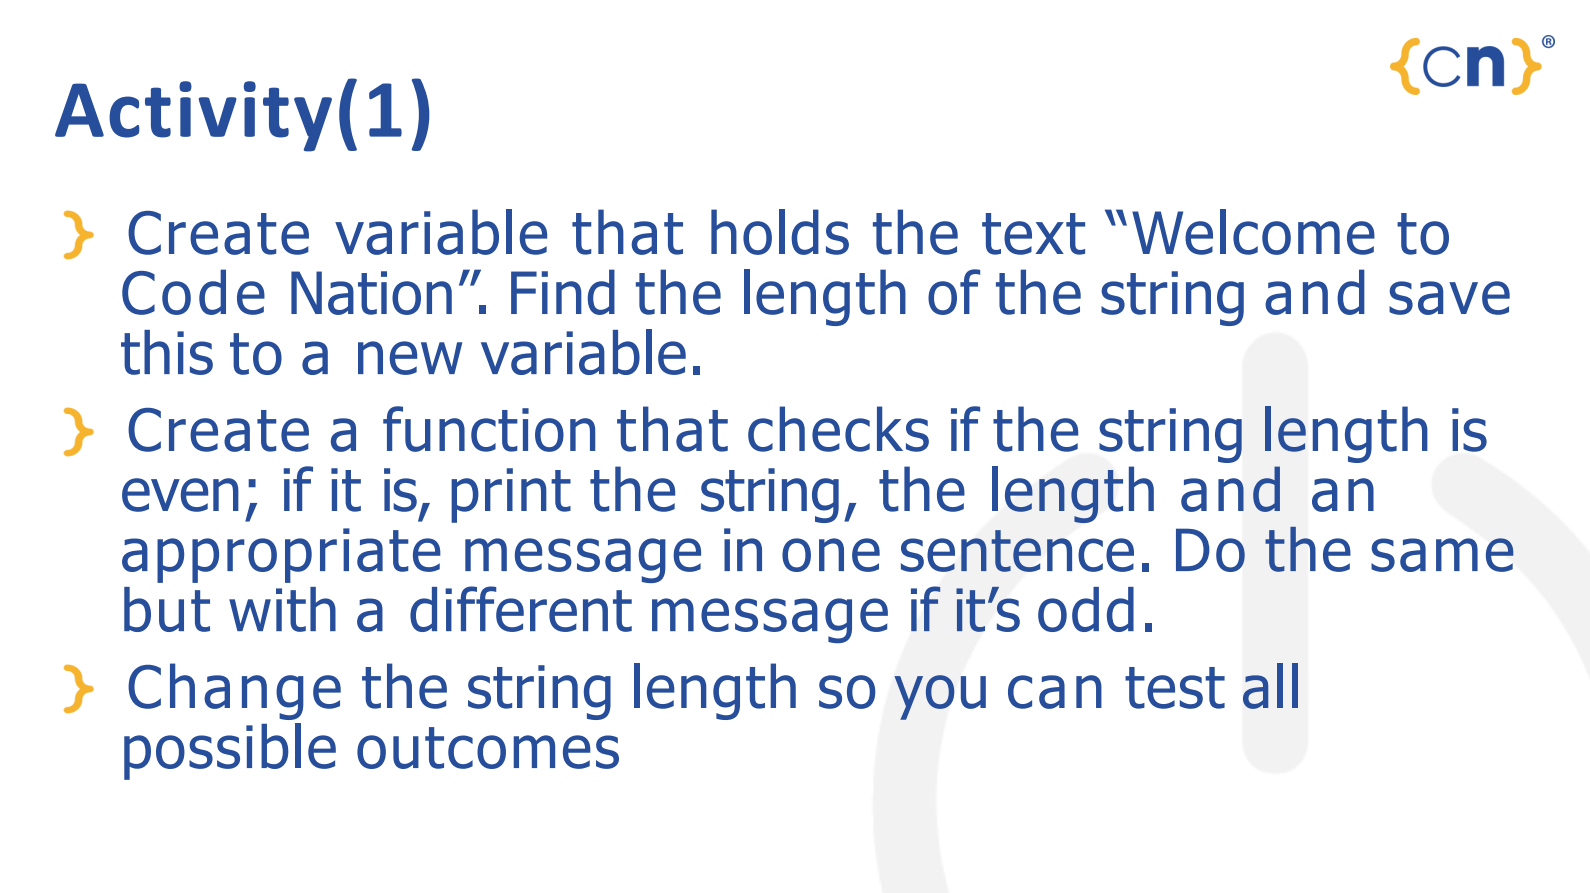 {cn}®
Activity(1)
} Create variable that holds the text “Welcome to
Code Nation”. Find the length of the string and save
this to a new variable.
} Create a function that checks if the string length is
even; if it is, print the string, the length and an
appropriate message in one sentence. Do the same
but with a different message if it’s odd.
} Change the string length so you can test all
possible outcomes